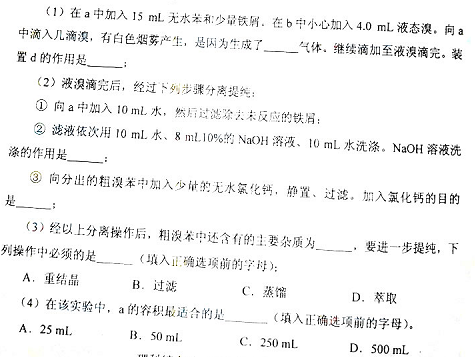 (1) 在 a 中加入 15 mL 无水苯和少量铁屑。在 b 中小心加入 4.0 mL 液态溴。向 a
中滴入几滴溴，有白色烟雾产生，是因为生成了______气体。继续滴加至液溴滴完。装
置 d 的作用是______；
(2) 液溴滴完后，经过下列步骤分离提纯：
① 向 a 中加入 10 mL 水，然后过滤除去未反应的铁屑；
② 滤液依次用 10 mL 水、8 mL10%的 NaOH 溶液、10 mL 水洗涤。NaOH 溶液洗
涤的作用是______；
③ 向分出的粗溴苯中加入少量的无水氯化钙，静置、过滤。加入氯化钙的目的
是______；
(3) 经以上分离操作后，粗溴苯中还含有的主要杂质为______，要进一步提纯，下
列操作中必须的是______（填入正确选项前的字母）；
A. 重结晶 B. 过滤 C. 蒸馏 D. 萃取
(4) 在该实验中，a 的容积最适合的是______（填入正确选项前的字母）。
A. 25 mL B. 50 mL C. 250 mL D. 500 mL